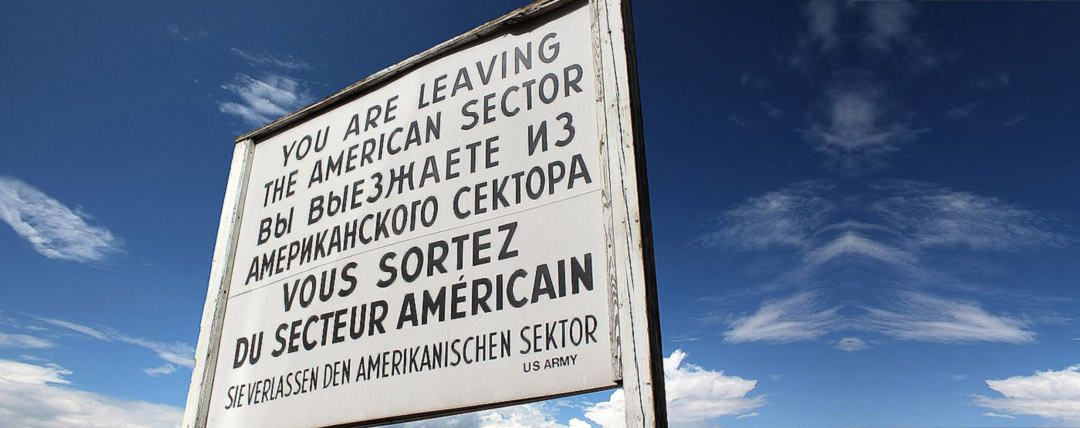 YOU ARE LEAVING
THE AMERICAN SECTOR
ВЫ ВЫЕЗЖАЕТЕ ИЗ
АМЕРИКАНСКОГО СЕКТОРА
VOUS SORTEZ
DU SECTEUR AMÉRICAIN
SIE VERLASSEN DEN AMERIKANISCHEN SEKTOR
US ARMY